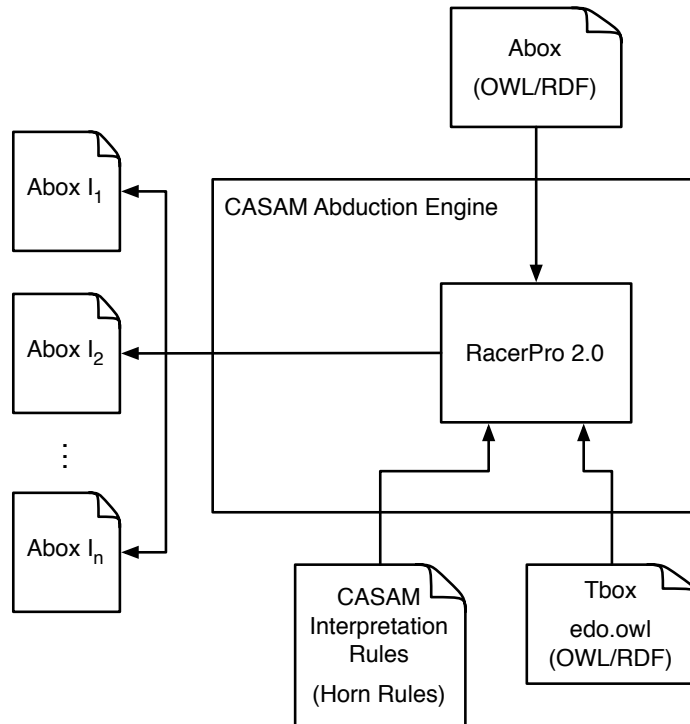 Abox
(OWL/RDF)
Abox I1
CASAM Abduction Engine
Abox I2
RacerPro 2.0
⋮
Abox In
CASAM
Interpretation
Rules
(Horn Rules)
Tbox
edo.owl
(OWL/RDF)